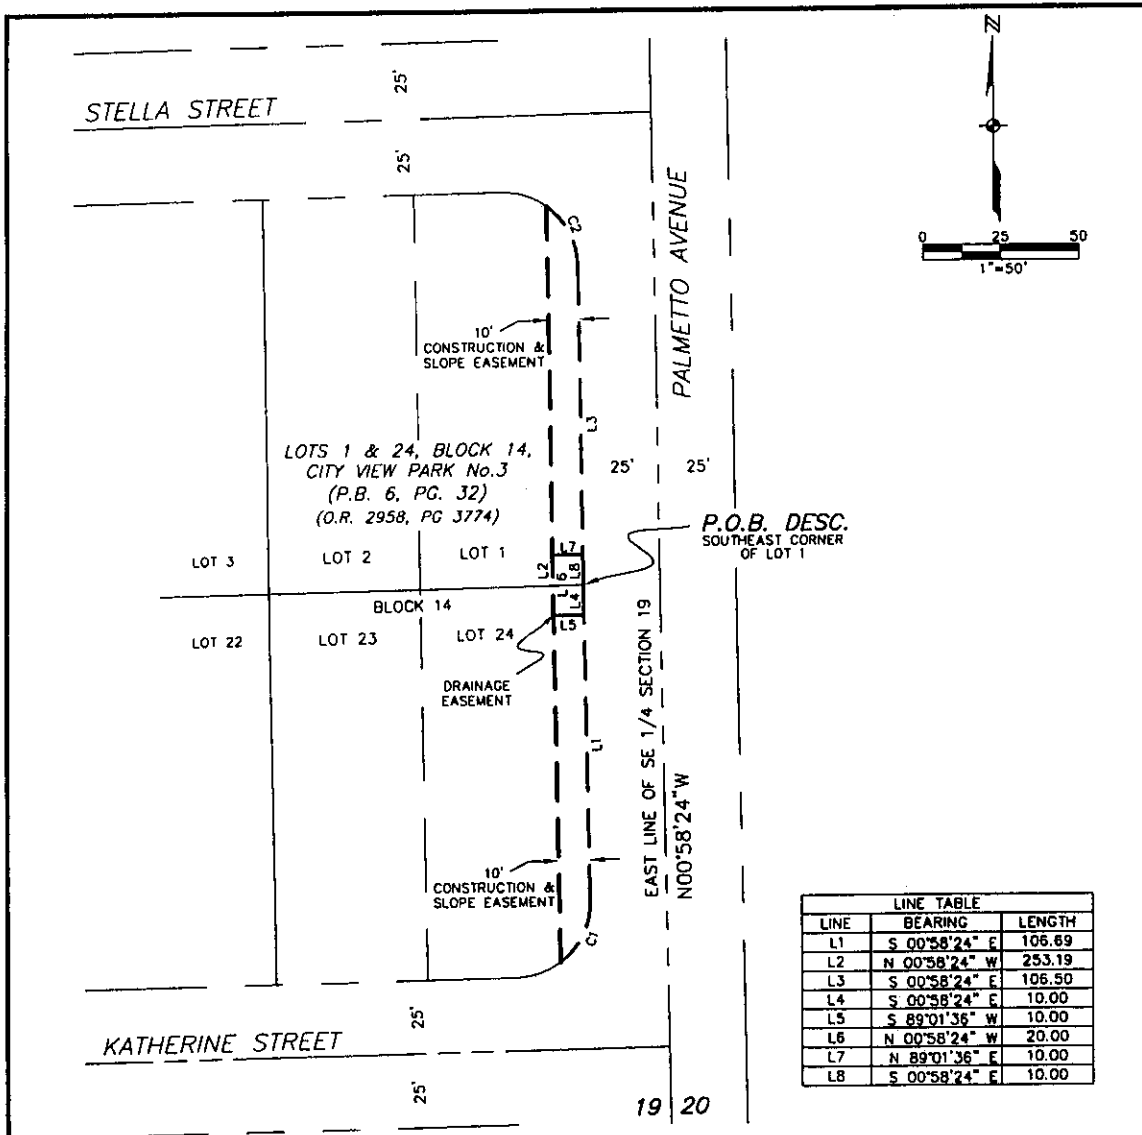 25'
STELLA STREET
25'
PALMETTO AVENUE
N
0 25 50
1"=50'
C2
10'
CONSTRUCTION &
SLOPE EASEMENT
L3
LOTS 1 & 24, BLOCK 14,
CITY VIEW PARK No.3
(P.B. 6, PG. 32)
(O.R. 2958, PG 3774)
25' 25'
P.O.B. DESC.
SOUTHEAST CORNER
OF LOT 1
LOT 3 LOT 2 LOT 1
L7
L2
L8
L6
L4
L5
BLOCK 14
LOT 22 LOT 23 LOT 24
DRAINAGE
EASEMENT
L1
EAST LINE OF SE 1/4 SECTION 19
N00°58'24"W
10'
CONSTRUCTION &
SLOPE EASEMENT
C1
25'
KATHERINE STREET
25'
19 20
LINE TABLE
LINE BEARING LENGTH
L1 S 00°58'24" E 106.69
L2 N 00°58'24" W 253.19
L3 S 00°58'24" E 106.50
L4 S 00°58'24" E 10.00
L5 S 89°01'36" W 10.00
L6 N 00°58'24" W 20.00
L7 N 89°01'36" E 10.00
L8 S 00°58'24" E 10.00